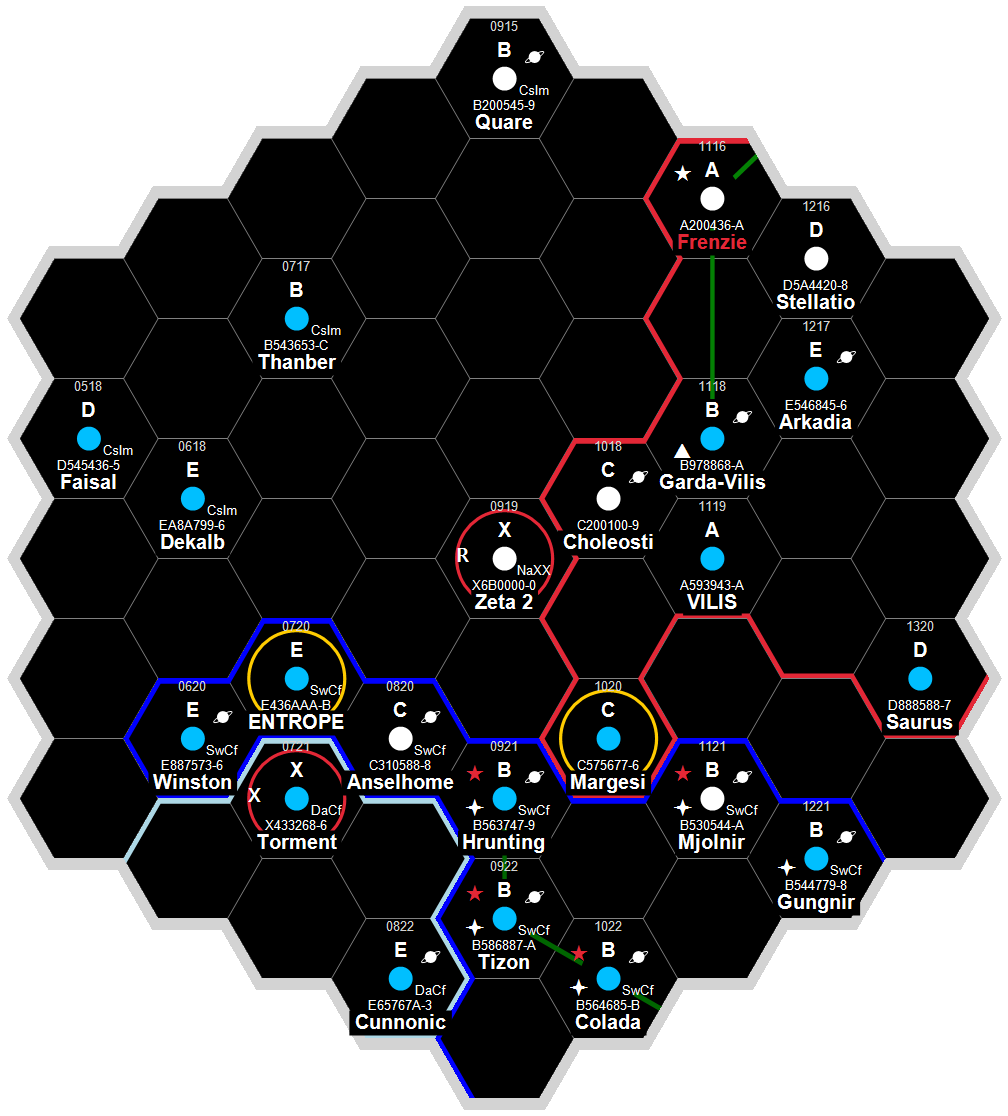 0915
B
CsIm
B200545-9
Quare
1116
A
A200436-A
Frenzie
1216
D
D5A4420-8
Stellatio
0717
B
CsIm
B543653-C
Thanber
1217
E
E546845-6
Arkadia
0518
D
CsIm
D545436-5
Faisal
1118
B
B978868-A
Garda-Vilis
0618
E
CsIm
EA8A799-6
Dekalb
1018
C
C200100-9
Choleosti
0919
X
R
NaXX
X6B0000-0
Zeta 2
1119
A
A593943-A
VILIS
0720
E
SwCf
E436AAA-B
ENTROPE
1320
D
D888588-7
Saurus
0620
E
SwCf
E887573-6
Winston
0820
C
SwCf
C310588-8
Anselhome
1020
C
C575677-6
Margesi
0721
X
X
DaCf
X433268-6
Torment
0921
B
SwCf
B563747-9
Hrunting
1121
B
SwCf
B530544-A
Mjolnir
1221
B
SwCf
B544779-8
Gungnir
0922
B
SwCf
B586887-A
Tizon
0822
E
DaCf
E65767A-3
Cunnonic
1022
B
SwCf
B564685-B
Colada